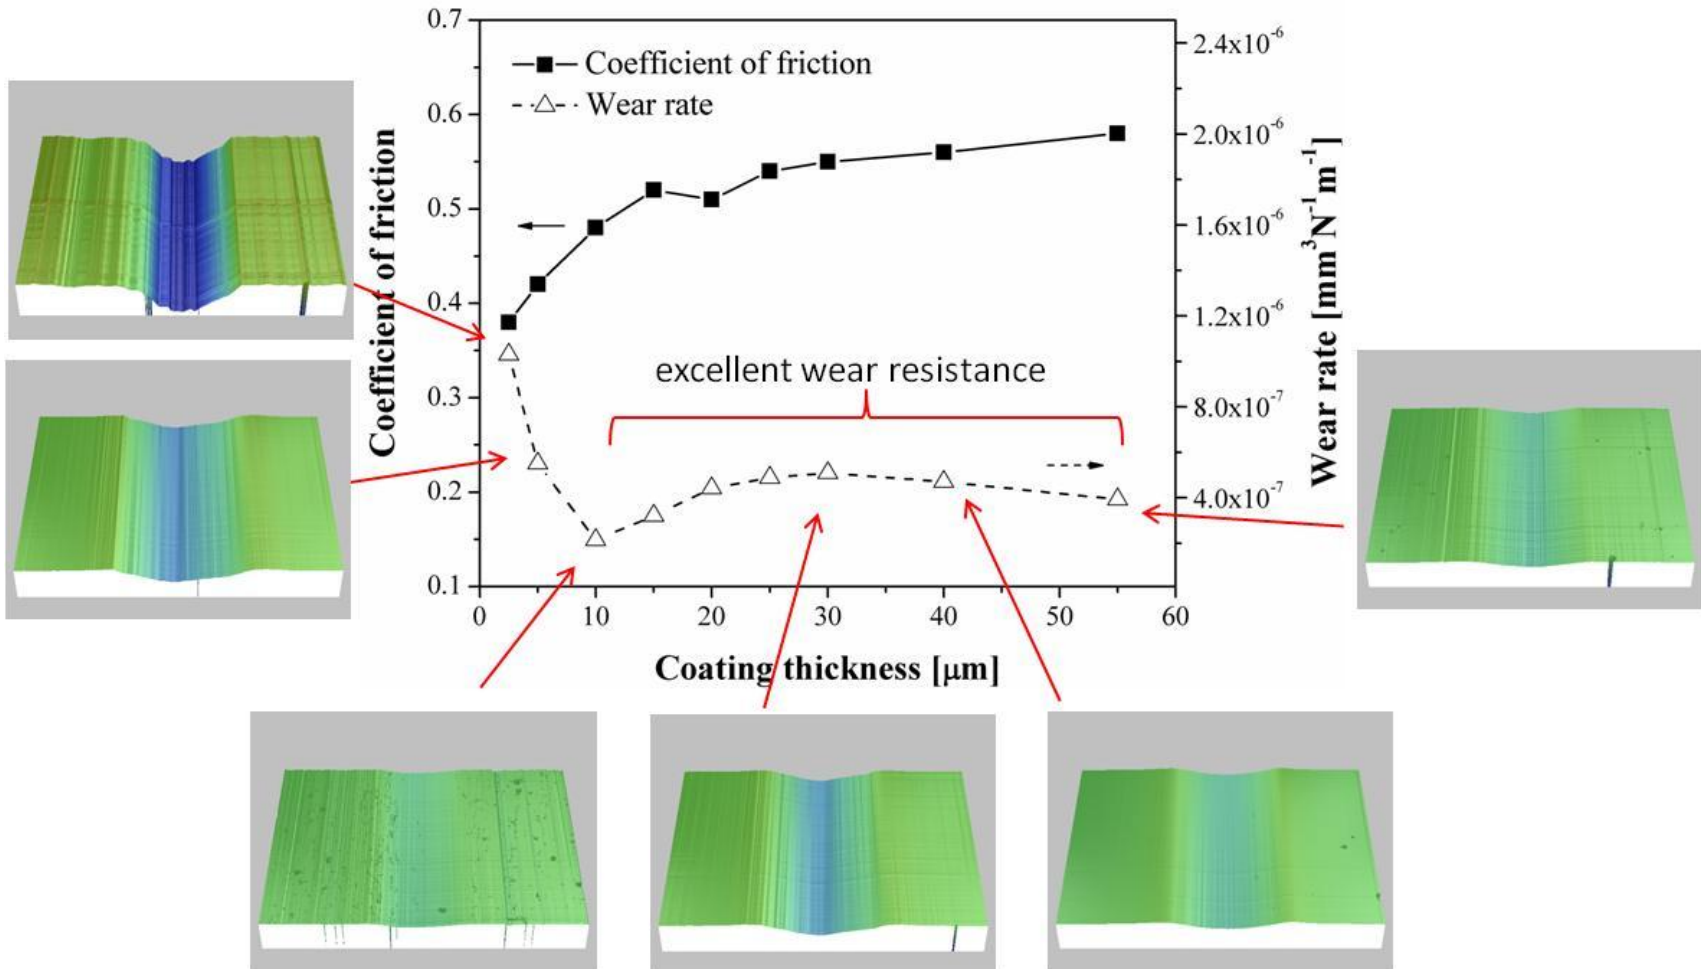 0.7
0.6
0.5
0.4
0.3
0.2
0.1
Coefficient of friction
Coefficient of friction
Wear rate
excellent wear resistance
2.4x10⁻⁶
2.0x10⁻⁶
1.6x10⁻⁶
1.2x10⁻⁶
8.0x10⁻⁷
4.0x10⁻⁷
Wear rate [mm³N⁻¹m⁻¹]
0 10 20 30 40 50 60
Coating thickness [μm]